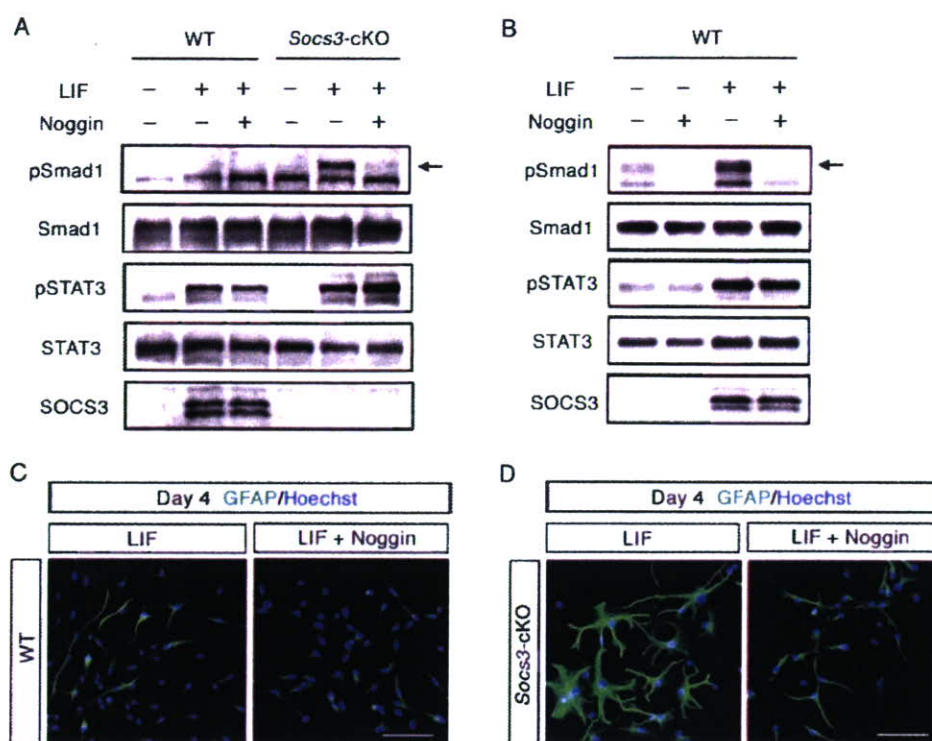 A
WT Socs3-cKO
LIF − + + − + +
Noggin − − + − − +
pSmad1
Smad1
pSTAT3
STAT3
SOCS3
B
WT
LIF − − + +
Noggin − + − +
pSmad1
Smad1
pSTAT3
STAT3
SOCS3
C
Day 4 GFAP/Hoechst
LIF LIF + Noggin
WT
D
Day 4 GFAP/Hoechst
LIF LIF + Noggin
Socs3-cKO